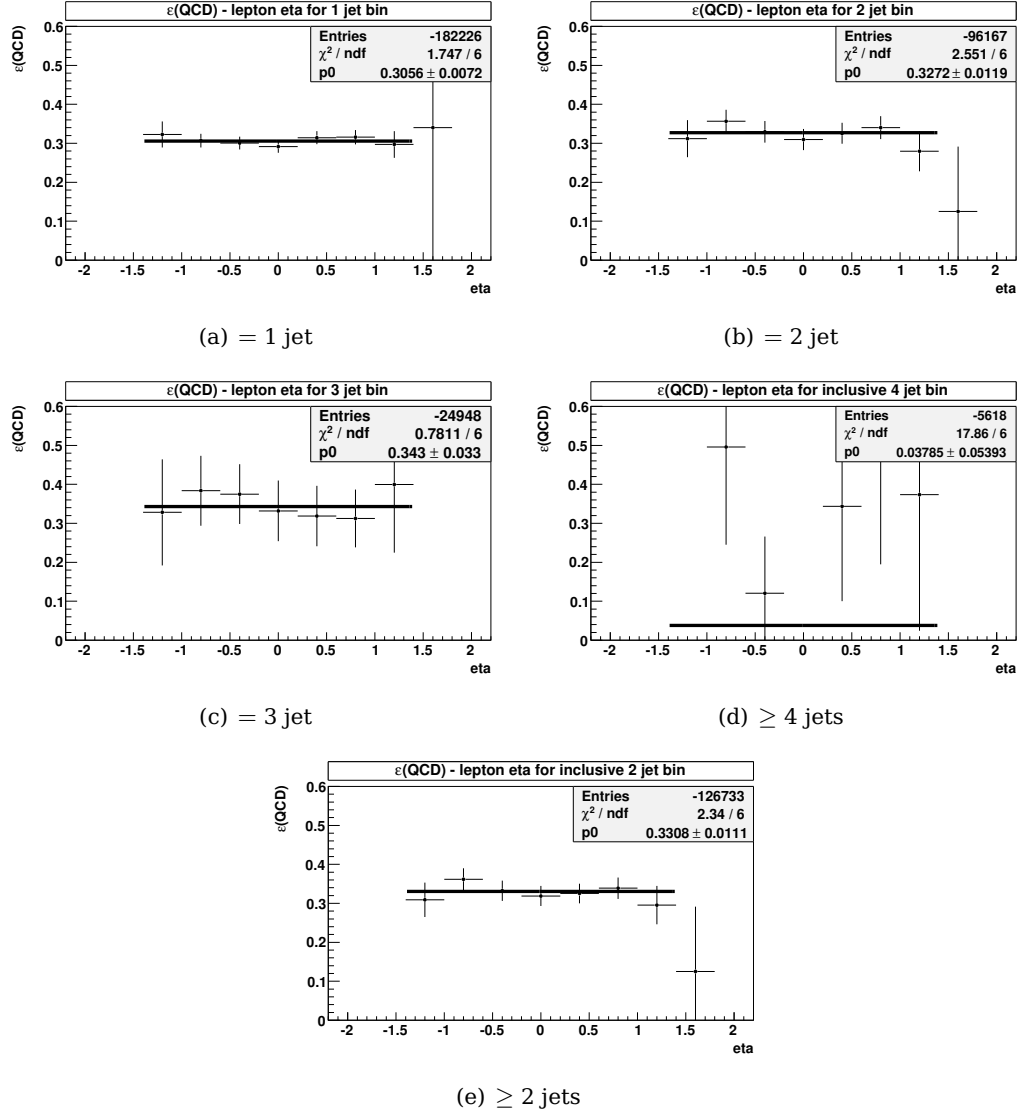 ε(QCD) - lepton eta for 1 jet bin
ε(QCD)
Entries -182226
χ² / ndf 1.747 / 6
p0 0.3056 ± 0.0072
0.6
0.5
0.4
0.3
0.2
0.1
0
-2 -1.5 -1 -0.5 0 0.5 1 1.5 2
eta
(a) = 1 jet
ε(QCD) - lepton eta for 2 jet bin
ε(QCD)
Entries -96167
χ² / ndf 2.551 / 6
p0 0.3272 ± 0.0119
0.6
0.5
0.4
0.3
0.2
0.1
0
-2 -1.5 -1 -0.5 0 0.5 1 1.5 2
eta
(b) = 2 jet
ε(QCD) - lepton eta for 3 jet bin
ε(QCD)
Entries -24948
χ² / ndf 0.7811 / 6
p0 0.343 ± 0.033
0.6
0.5
0.4
0.3
0.2
0.1
0
-2 -1.5 -1 -0.5 0 0.5 1 1.5 2
eta
(c) = 3 jet
ε(QCD) - lepton eta for inclusive 4 jet bin
ε(QCD)
Entries -5618
χ² / ndf 17.86 / 6
p0 0.03785 ± 0.05393
0.6
0.5
0.4
0.3
0.2
0.1
0
-2 -1.5 -1 -0.5 0 0.5 1 1.5 2
eta
(d) ≥ 4 jets
ε(QCD) - lepton eta for inclusive 2 jet bin
ε(QCD)
Entries -126733
χ² / ndf 2.34 / 6
p0 0.3308 ± 0.0111
0.6
0.5
0.4
0.3
0.2
0.1
0
-2 -1.5 -1 -0.5 0 0.5 1 1.5 2
eta
(e) ≥ 2 jets